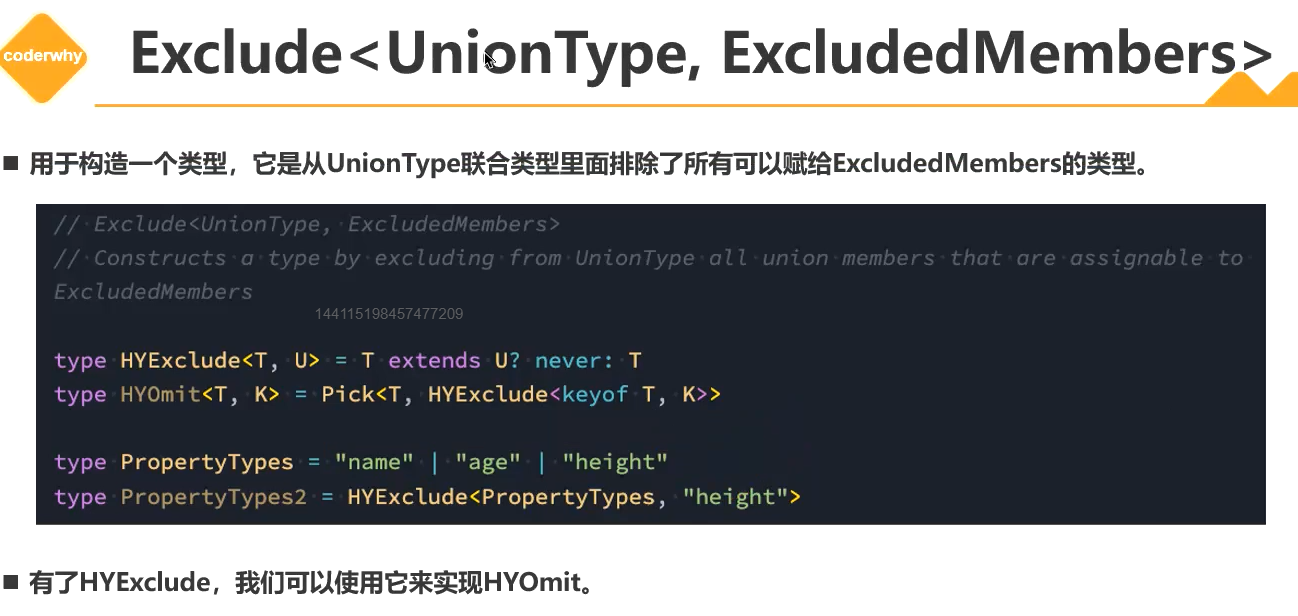 coderwhy
Exclude<UnionType, ExcludedMembers>
用于构造一个类型，它是从UnionType联合类型里面排除了所有可以赋给ExcludedMembers的类型。
// Exclude<UnionType, ExcludedMembers>
// Constructs a type by excluding from UnionType all union members that are assignable to
ExcludedMembers
144115198457477209
type HYExclude<T, U> = T extends U? never: T
type HYOmit<T, K> = Pick<T, HYExclude<keyof T, K>>
type PropertyTypes = "name" | "age" | "height"
type PropertyTypes2 = HYExclude<PropertyTypes, "height">
有了HYExclude，我们可以使用它来实现HYOmit。